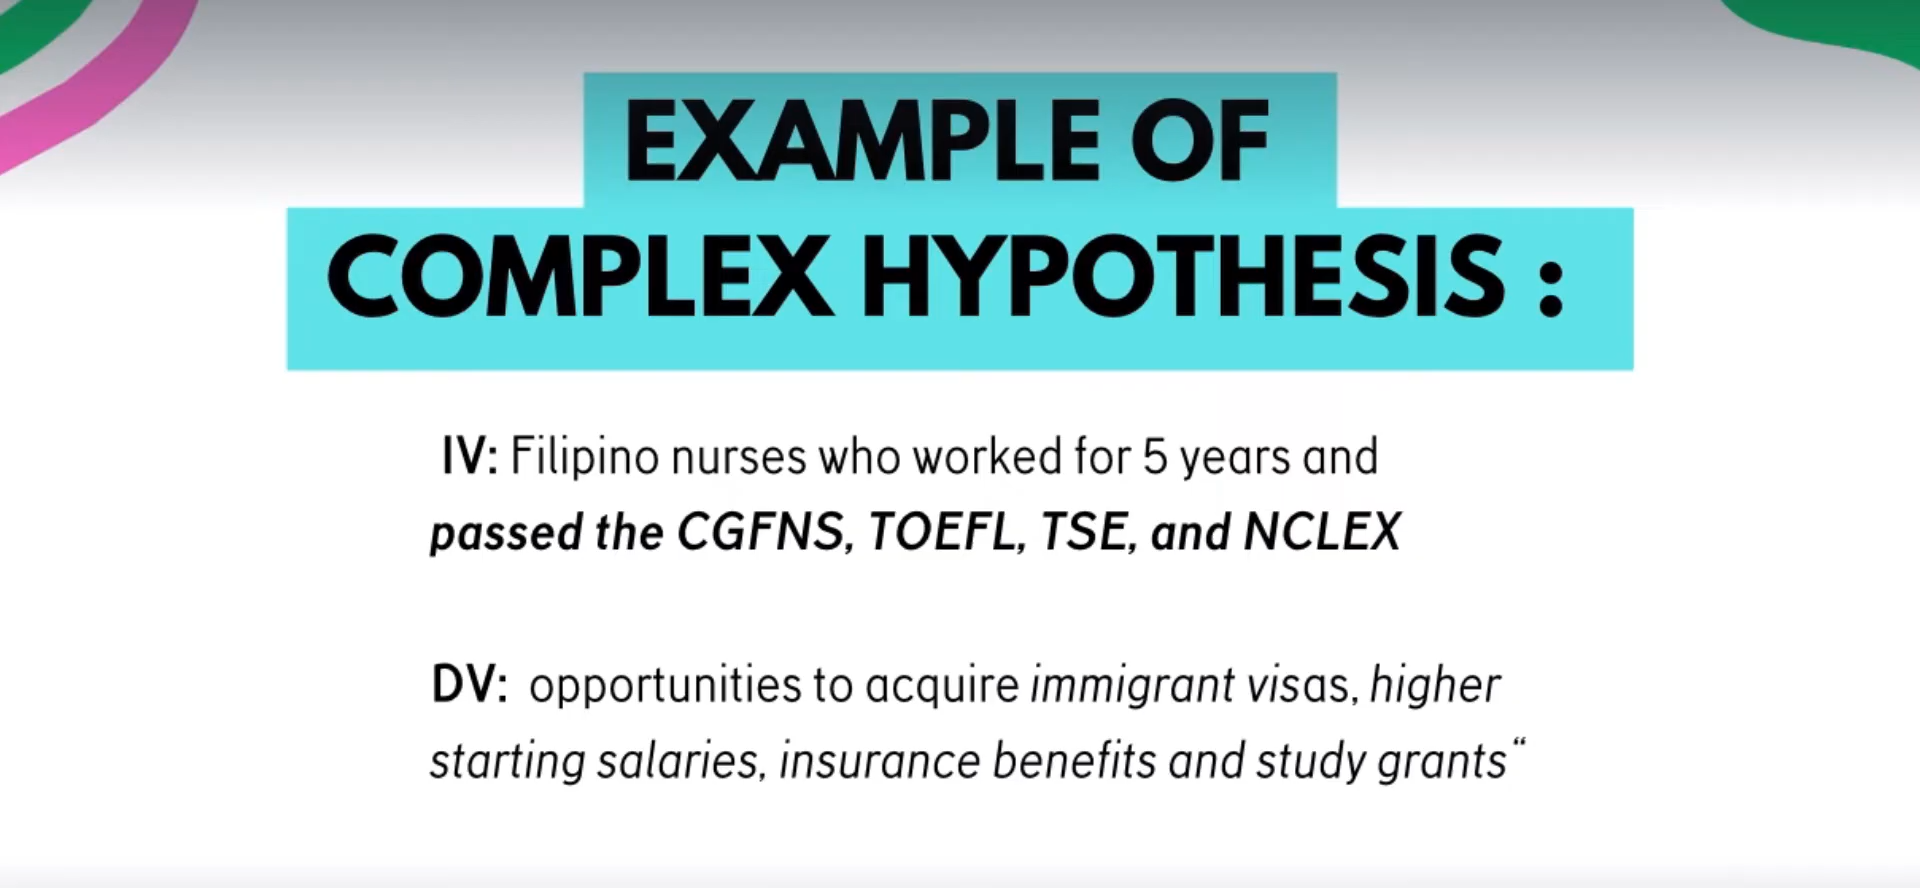 EXAMPLE OF
COMPLEX HYPOTHESIS :
IV: Filipino nurses who worked for 5 years and
passed the CGFNS, TOEFL, TSE, and NCLEX
DV: opportunities to acquire immigrant visas, higher
starting salaries, insurance benefits and study grants“